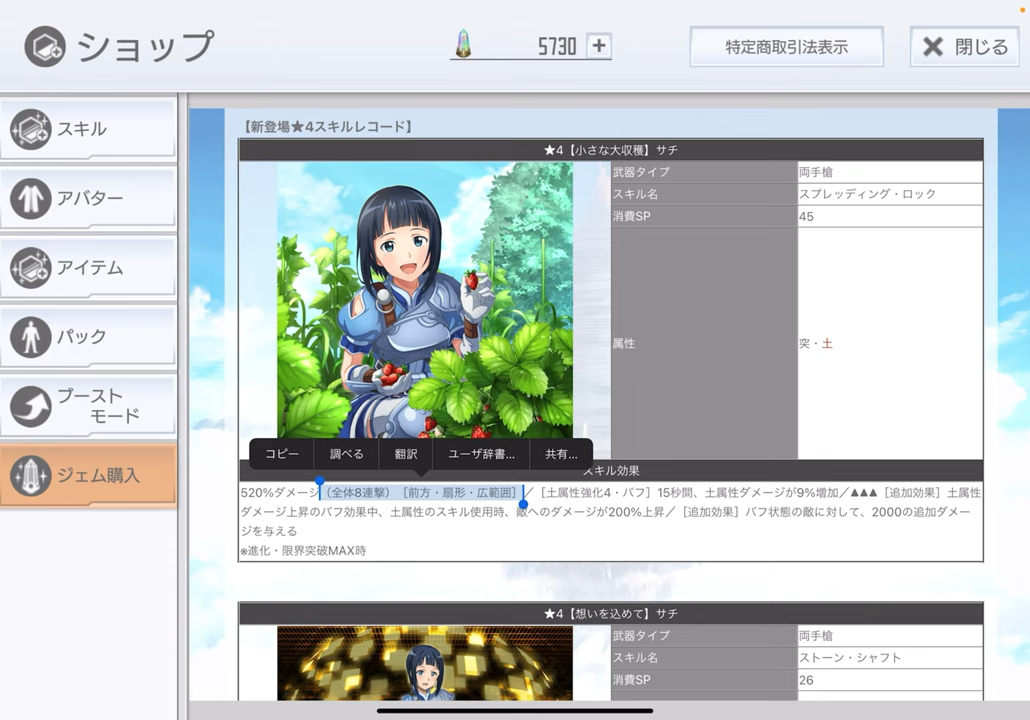 ショップ
5730
特定商取引法表示
閉じる
スキル
アバター
アイテム
パック
ブースト
モード
ジェム購入
【新登場★4スキルレコード】
★4【小さな大収穫】サチ
武器タイプ 両手槍
スキル名 スプレッディング・ロック
消費SP 45
属性 突・土
コピー 調べる 翻訳 ユーザ辞書... 共有...
スキル効果
520%ダメージ（全体8連撃）［前方・扇形・広範囲］／［土属性強化4・バフ］15秒間、土属性ダメージが9%増加／▲▲▲［追加効果］土属性
ダメージ上昇のバフ効果中、土属性のスキル使用時、敵へのダメージが200%上昇／［追加効果］バフ状態の敵に対して、2000の追加ダメー
ジを与える
※進化・限界突破MAX時
★4【想いを込めて】サチ
武器タイプ 両手槍
スキル名 ストーン・シャフト
消費SP 26